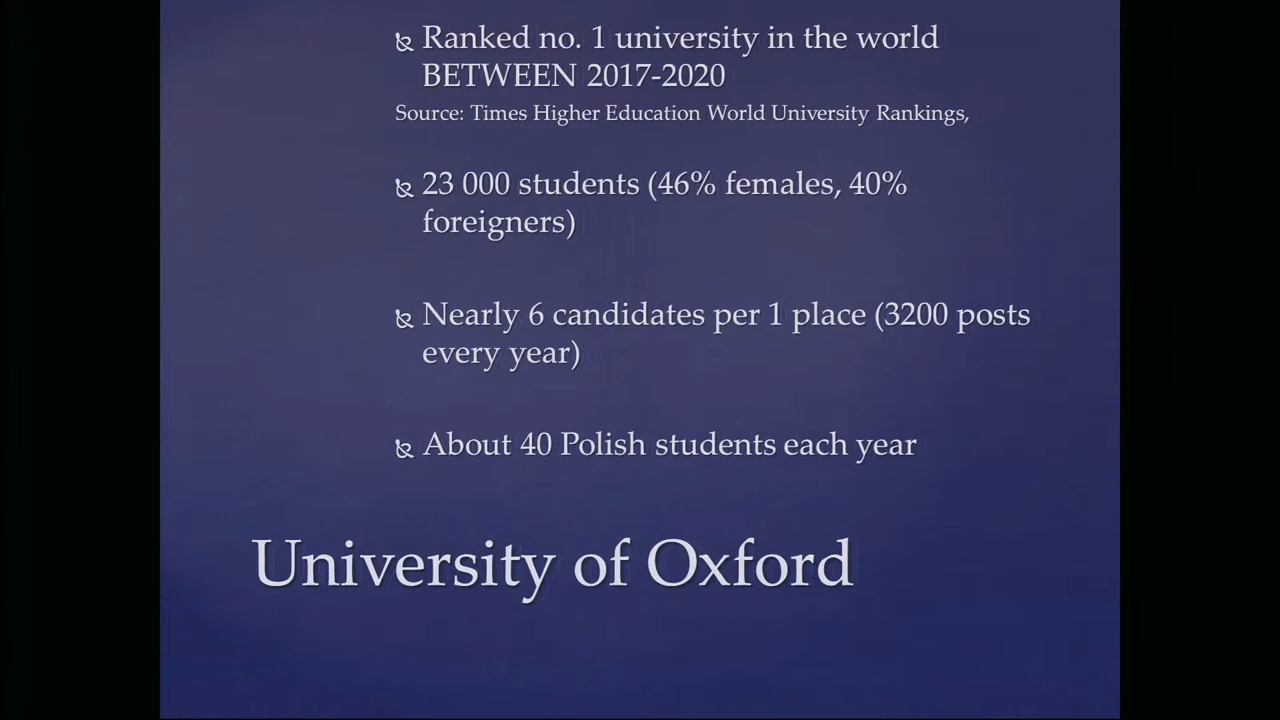 Ranked no. 1 university in the world
BETWEEN 2017-2020
Source: Times Higher Education World University Rankings,
23 000 students (46% females, 40%
foreigners)
Nearly 6 candidates per 1 place (3200 posts
every year)
About 40 Polish students each year
University of Oxford